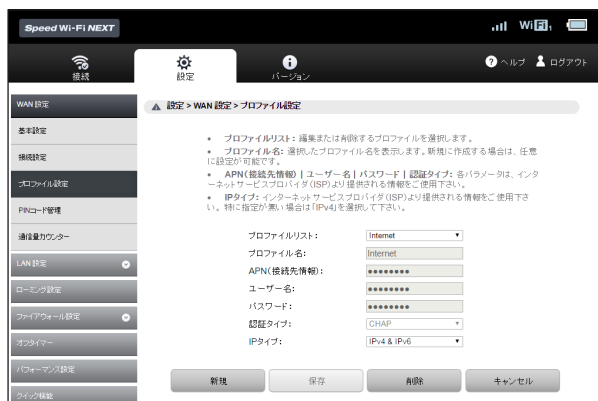 Speed Wi-Fi NEXT
WiFi 1
接続
設定
バージョン
ヘルプ
ログアウト
WAN 設定
設定 > WAN 設定 > プロファイル設定
基本設定
接続設定
プロファイル設定
PINコード管理
通信量カウンター
LAN 設定
ローミング設定
ファイアウォール設定
オフタイマー
パフォーマンス設定
クイック機能
• プロファイルリスト: 編集または削除するプロファイルを選択します。
• プロファイル名: 選択したプロファイル名を表示します。新規に作成する場合は、任意
に設定が可能です。
• APN(接続先情報) | ユーザー名 | パスワード | 認証タイプ: 各パラメータは、インタ
ーネットサービスプロバイダ(ISP)より提供される情報をご使用下さい。
• IPタイプ: インターネットサービスプロバイダ(ISP)より提供される情報をご使用下さ
い。特に指定が無い場合は「IPv4」を選択して下さい。
プロファイルリスト: Internet
プロファイル名: Internet
APN(接続先情報): ●●●●●●●●
ユーザー名: ●●●●●●●●
パスワード: ●●●●●●●●
認証タイプ: CHAP
IPタイプ: IPv4 & IPv6
新規
保存
削除
キャンセル